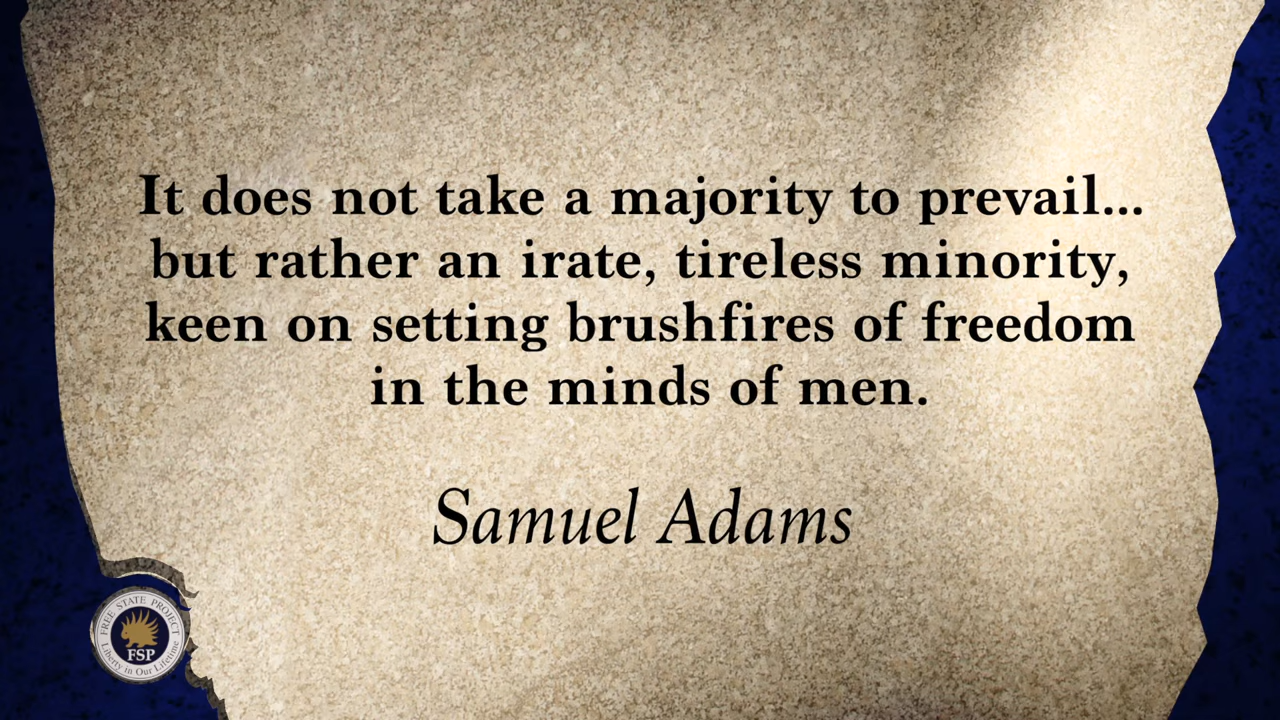 It does not take a majority to prevail...
but rather an irate, tireless minority,
keen on setting brushfires of freedom
in the minds of men.
Samuel Adams
FREE STATE PROJECT
FSP
Liberty in Our Lifetime